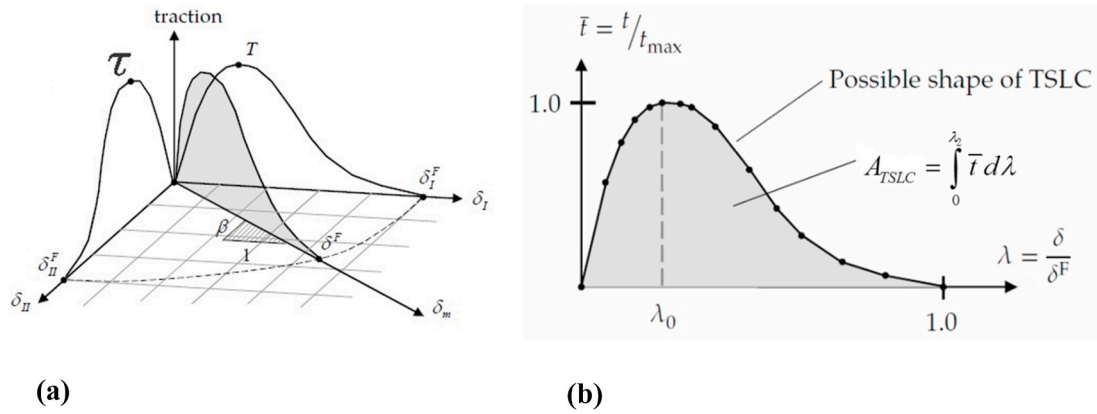 traction
τ
T
δ_I^F
δ_I
β
1
δ^F
δ_II^F
δ_II
δ_m
(a)
t̅ = t/t_max
1.0
Possible shape of TSLC
A_TSLC = ∫_0^{λ_2} t̅ dλ
λ = δ/δ^F
λ_0
1.0
(b)